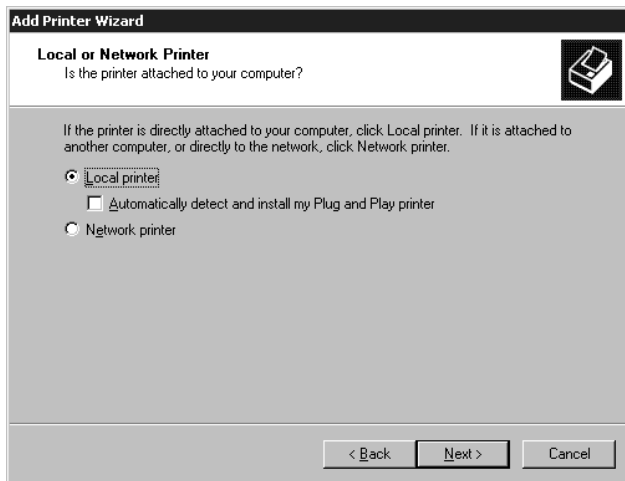 Add Printer Wizard
Local or Network Printer
Is the printer attached to your computer?
If the printer is directly attached to your computer, click Local printer. If it is attached to
another computer, or directly to the network, click Network printer.
Local printer
Automatically detect and install my Plug and Play printer
Network printer
< Back Next > Cancel